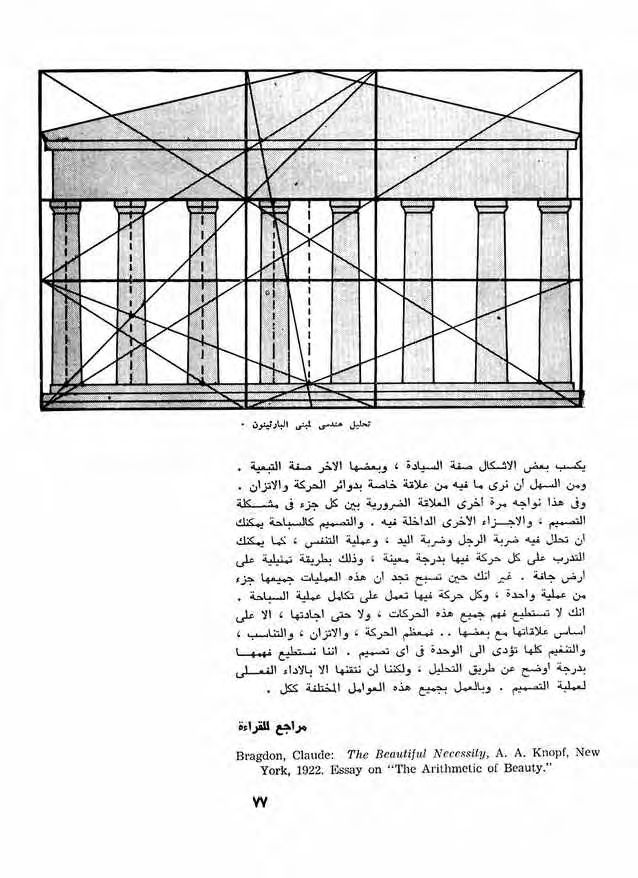 تحليل هندسى لمبنى البارثينون ·
يكسب بعض الاشكال صفة السيادة ، وبعضها الآخر صفة التبعية .
ومن السهل أن نرى ما فيه من علاقة خاصة بدوائر الحركة والاتزان .
وفى هذا نواجه مرة أخرى العلاقة الضرورية بين كل جزء فى مشكلة
التصميم ، والأجزاء الأخرى الداخلة فيه . والتصميم كالسباحة يمكنك
ان تحلل فيه ضربة الرجل وضربة اليد ، وعملية التنفس ، كما يمكنك
التدريب على كل حركة فيها بدرجة معينة ، وذلك بطريقة تمثيلية على
أرض جافة . غير أنك حين تسبح تجد أن هذه العمليات جميعها جزء
من عملية واحدة ، وكل حركة فيها تعمل على تكامل عملية السباحة .
انك لا تستطيع فهم جميع هذه الحركات ، ولا حتى اجادتها ، الا على
أساس علاقاتها مع بعضها .. فمعظم الحركة ، والاتزان ، والتناسب ،
والتنغيم كلها تؤدى الى الوحدة فى أى تصميم . اننا نستطيع فهمها
بدرجة أوضح عن طريق التحليل ، ولكننا لن نتقنها الا بالأداء الفعلى
لعملية التصميم . وبالعمل بجميع هذه العوامل المختلفة ككل .
مراجع للقراءة
Bragdon, Claude: The Beautiful Necessity, A. A. Knopf, New
York, 1922. Essay on "The Arithmetic of Beauty."
٧٧